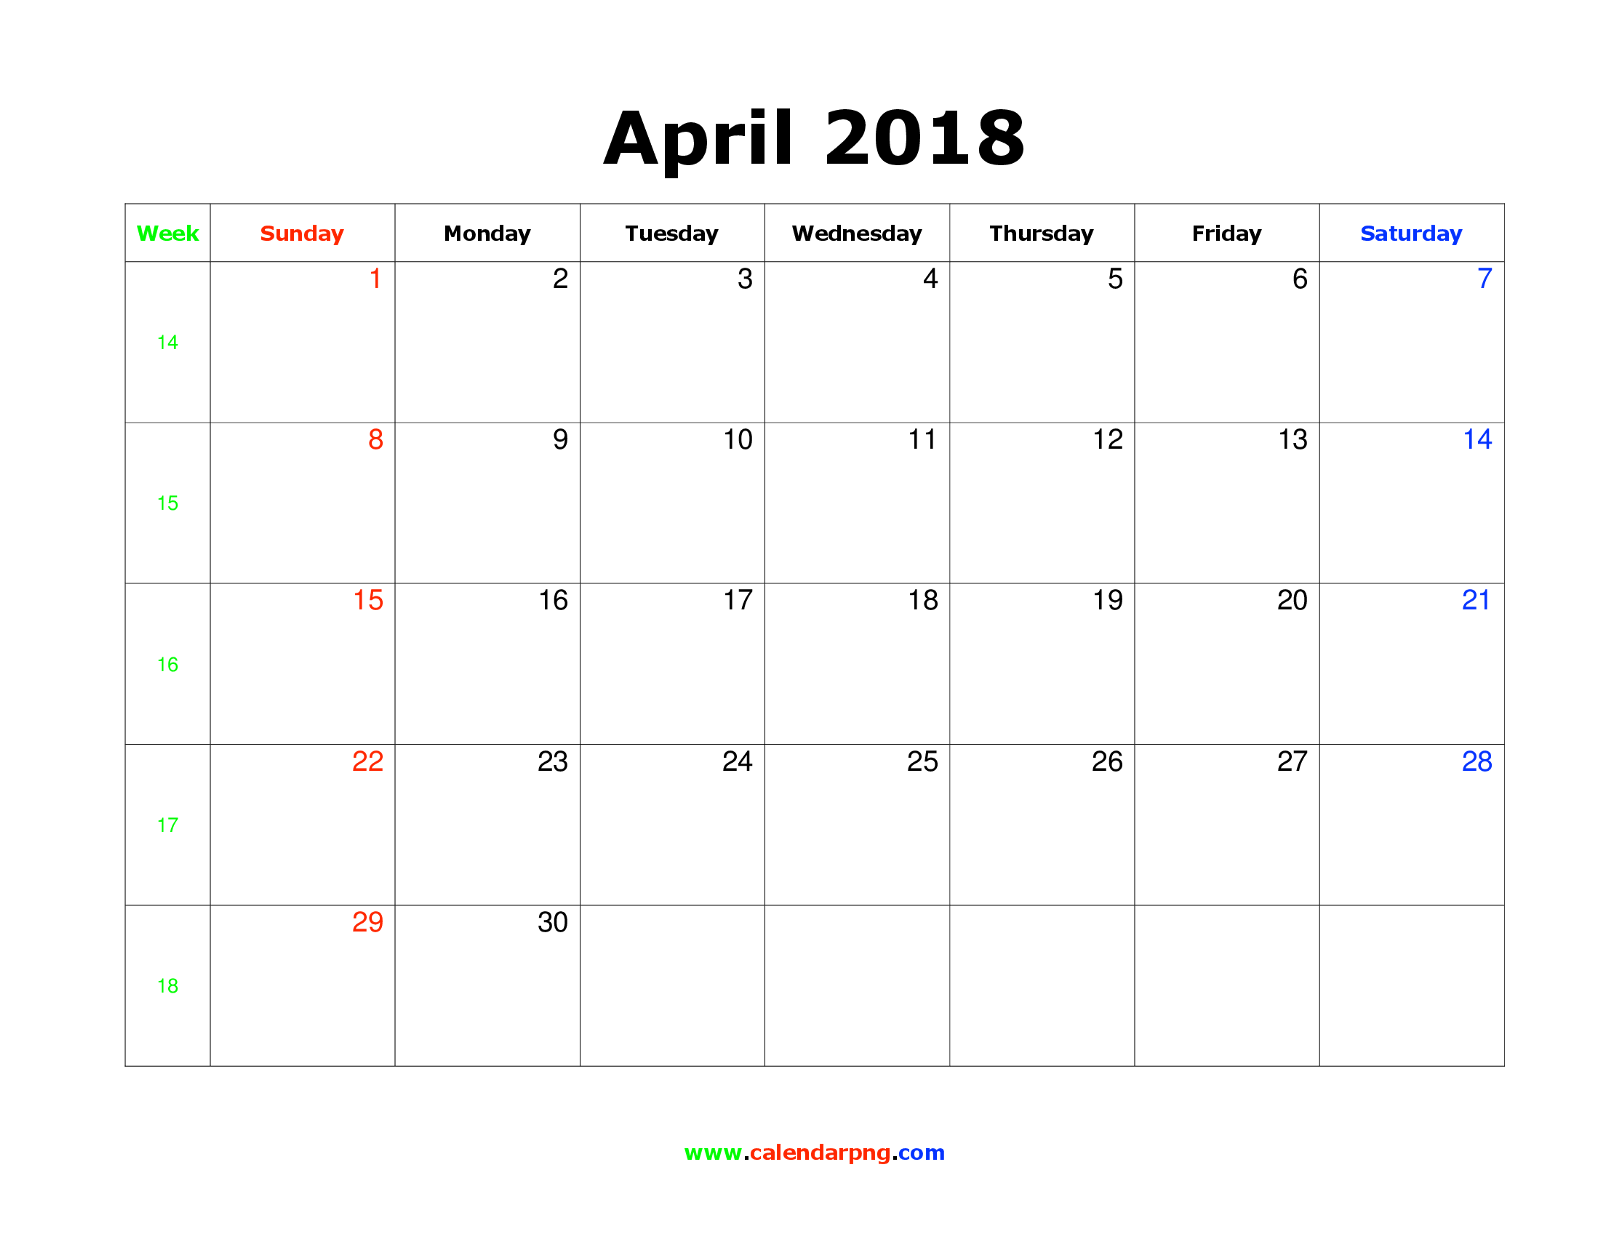 April 2018
Week Sunday Monday Tuesday Wednesday Thursday Friday Saturday
1 2 3 4 5 6 7
14
8 9 10 11 12 13 14
15
15 16 17 18 19 20 21
16
22 23 24 25 26 27 28
17
29 30
18
www.calendarpng.com